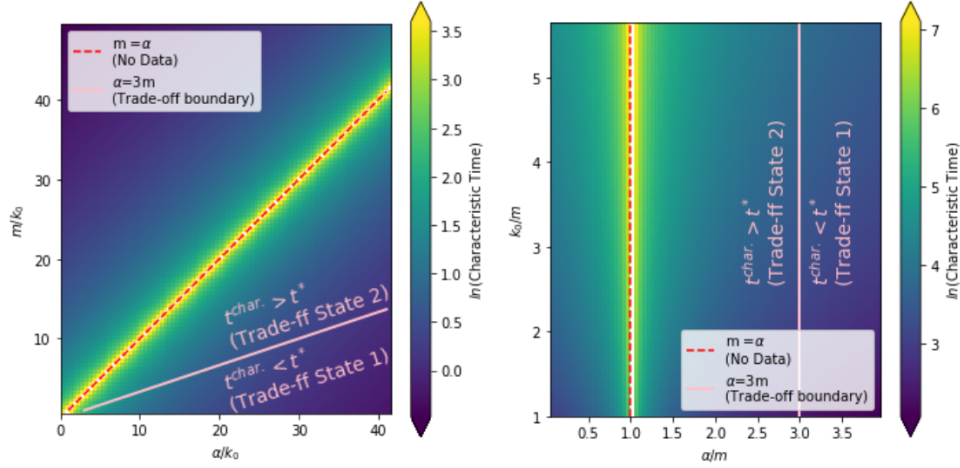 m =α
(No Data)
α=3m
(Trade-off boundary)
t^char. > t^*
(Trade-ff State 2)
t^char. < t^*
(Trade-ff State 1)
m/k₀
40
30
20
10
0
10
20
30
40
α/k₀
3.5
3.0
2.5
2.0
1.5
1.0
0.5
0.0
ln(Characteristic Time)
k₀/m
5
4
3
2
1
t^char. > t^*
(Trade-ff State 2)
t^char. < t^*
(Trade-ff State 1)
m =α
(No Data)
α=3m
(Trade-off boundary)
0.5
1.0
1.5
2.0
2.5
3.0
3.5
α/m
7
6
5
4
3
ln(Characteristic Time)